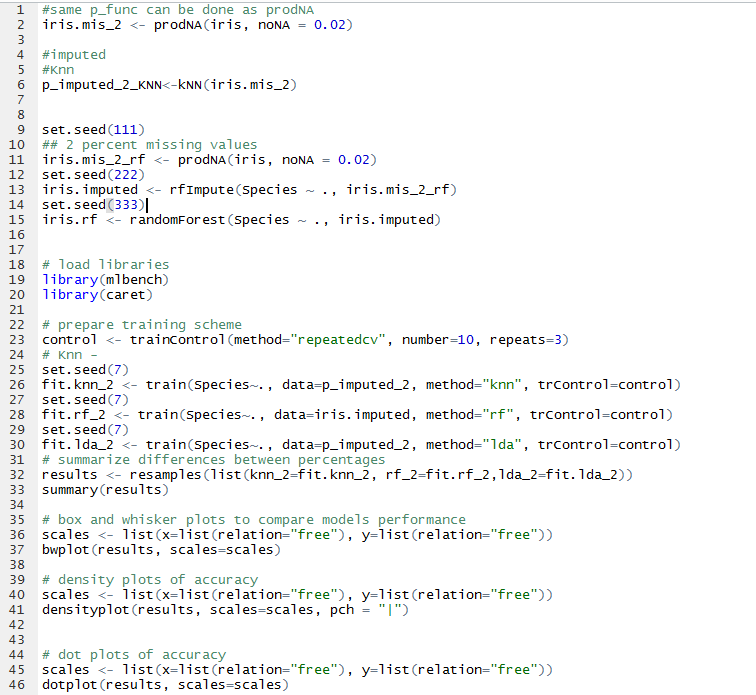 1 #same p_func can be done as prodNA
2 iris.mis_2 <- prodNA(iris, noNA = 0.02)
3
4 #imputed
5 #Knn
6 p_imputed_2_KNN<-kNN(iris.mis_2)
7
8
9 set.seed(111)
10 ## 2 percent missing values
11 iris.mis_2_rf <- prodNA(iris, noNA = 0.02)
12 set.seed(222)
13 iris.imputed <- rfImpute(Species ~ ., iris.mis_2_rf)
14 set.seed(333)
15 iris.rf <- randomForest(Species ~ ., iris.imputed)
16
17
18 # load libraries
19 library(mlbench)
20 library(caret)
21
22 # prepare training scheme
23 control <- trainControl(method="repeatedcv", number=10, repeats=3)
24 # Knn -
25 set.seed(7)
26 fit.knn_2 <- train(Species~., data=p_imputed_2, method="knn", trControl=control)
27 set.seed(7)
28 fit.rf_2 <- train(Species~., data=iris.imputed, method="rf", trControl=control)
29 set.seed(7)
30 fit.lda_2 <- train(Species~., data=p_imputed_2, method="lda", trControl=control)
31 # summarize differences between percentages
32 results <- resamples(list(knn_2=fit.knn_2, rf_2=fit.rf_2,lda_2=fit.lda_2))
33 summary(results)
34
35 # box and whisker plots to compare models performance
36 scales <- list(x=list(relation="free"), y=list(relation="free"))
37 bwplot(results, scales=scales)
38
39 # density plots of accuracy
40 scales <- list(x=list(relation="free"), y=list(relation="free"))
41 densityplot(results, scales=scales, pch = "|")
42
43
44 # dot plots of accuracy
45 scales <- list(x=list(relation="free"), y=list(relation="free"))
46 dotplot(results, scales=scales)